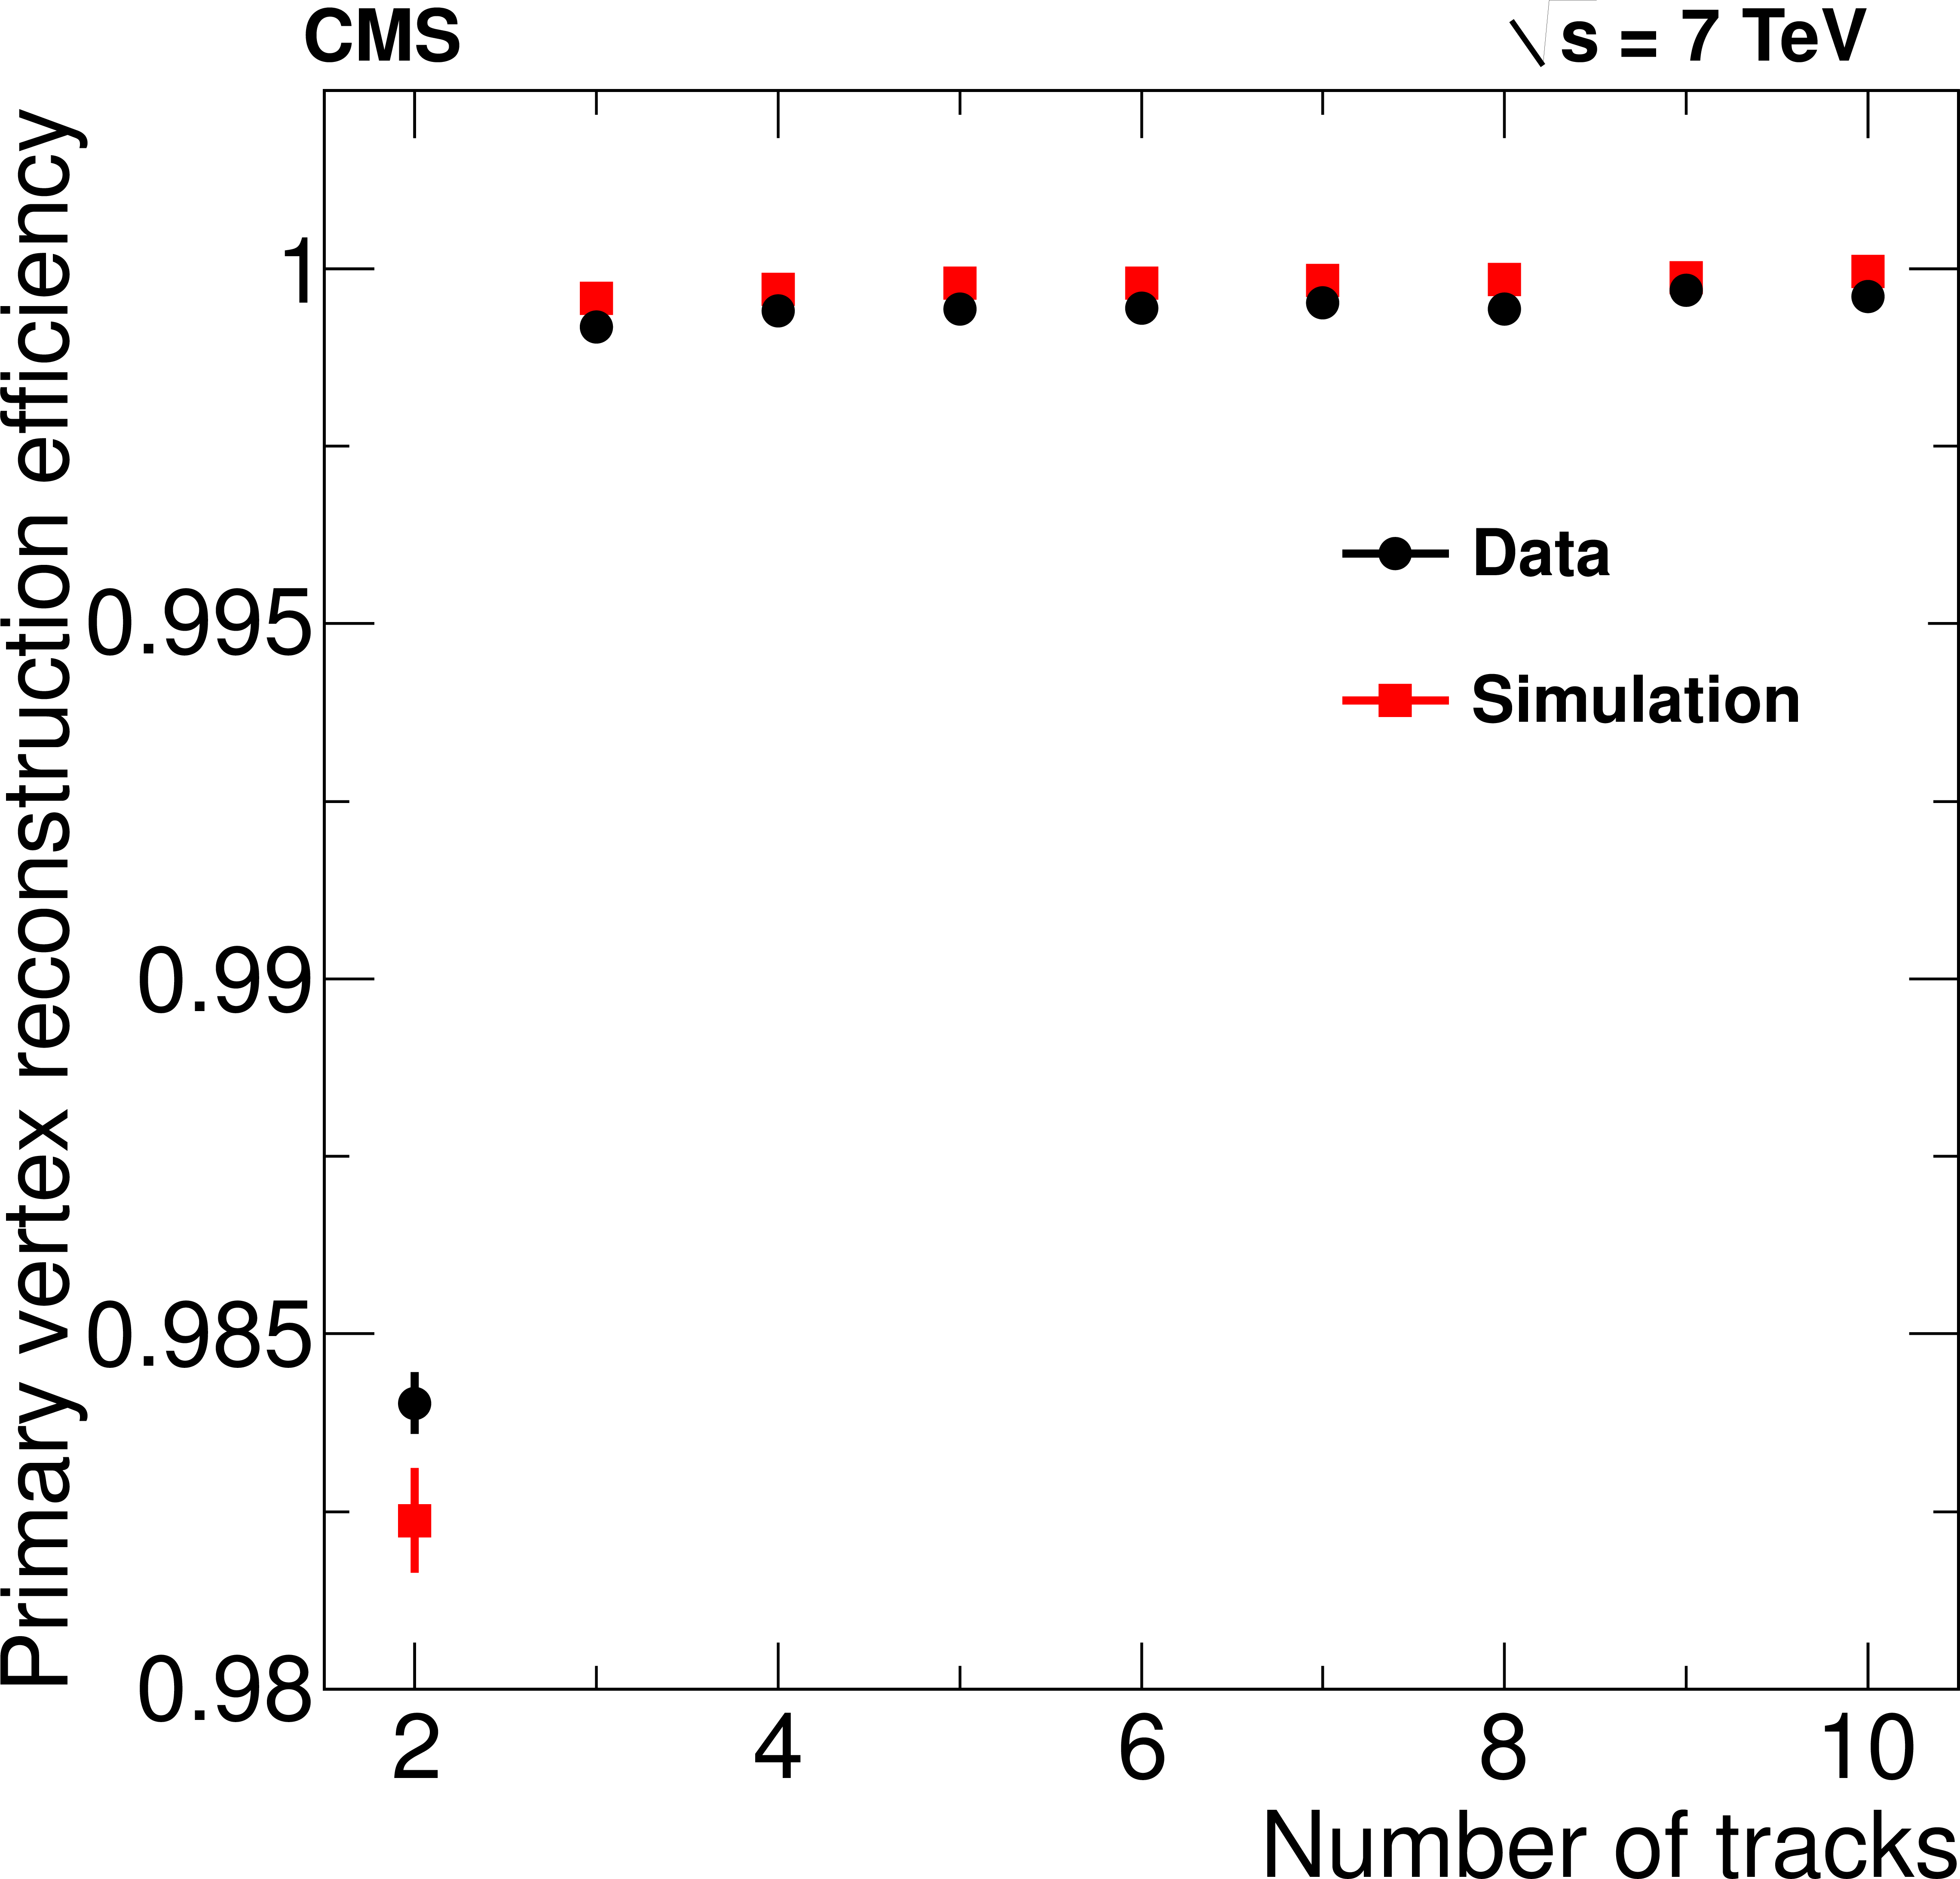 CMS
√s = 7 TeV
Primary vertex reconstruction efficiency
1
0.995
0.99
0.985
0.98
Data
Simulation
2 4 6 8 10
Number of tracks